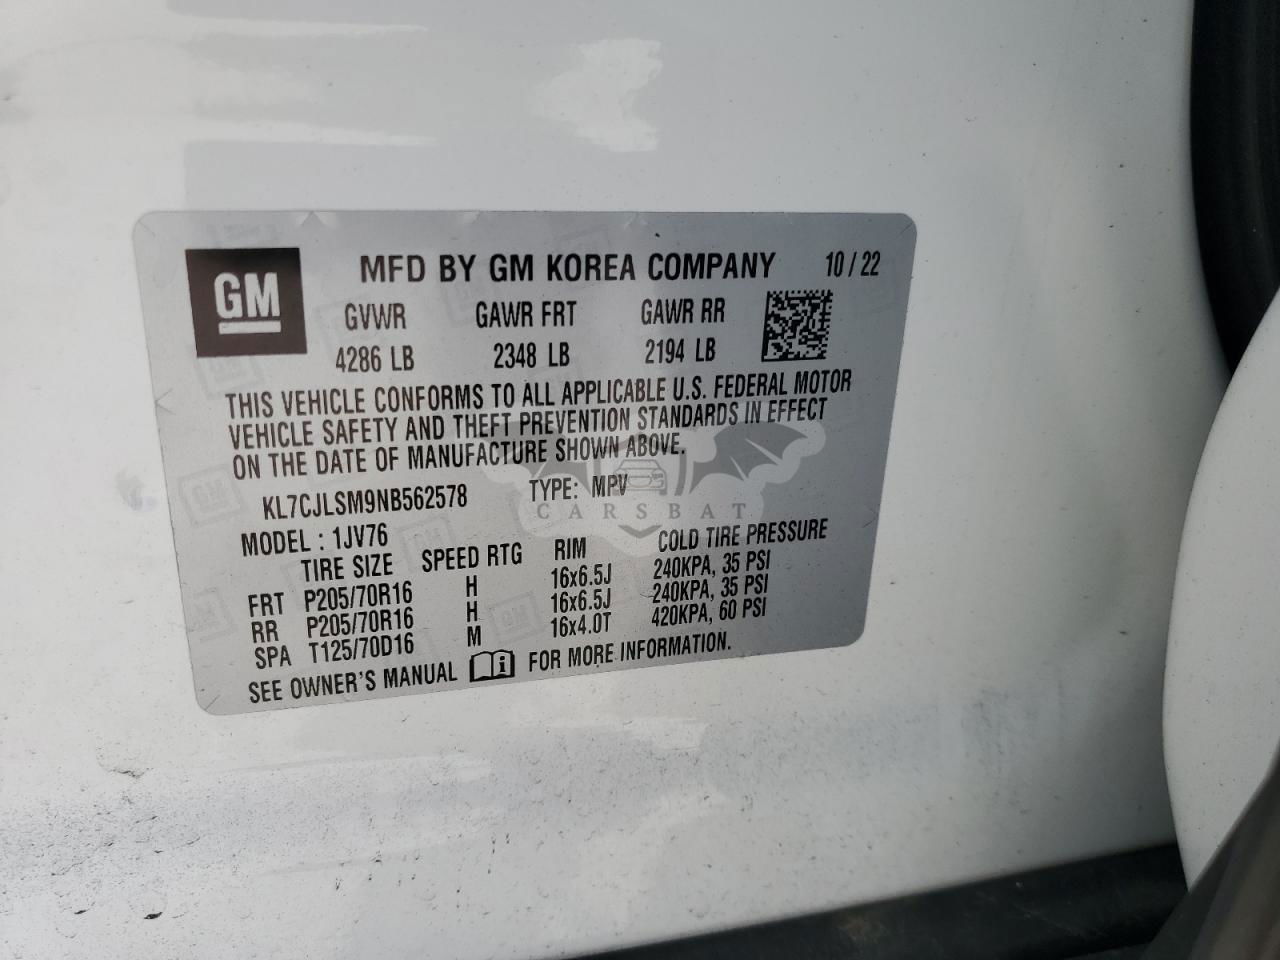 GM
MFD BY GM KOREA COMPANY 10 / 22
GVWR GAWR FRT GAWR RR
4286 LB 2348 LB 2194 LB
THIS VEHICLE CONFORMS TO ALL APPLICABLE U.S. FEDERAL MOTOR
VEHICLE SAFETY AND THEFT PREVENTION STANDARDS IN EFFECT
ON THE DATE OF MANUFACTURE SHOWN ABOVE.
KL7CJLSM9NB562578 TYPE: MPV
CARSBAT
MODEL : 1JV76
TIRE SIZE SPEED RTG RIM COLD TIRE PRESSURE
FRT P205/70R16 H 16x6.5J 240KPA, 35 PSI
RR P205/70R16 H 16x6.5J 240KPA, 35 PSI
SPA T125/70D16 M 16x4.0T 420KPA, 60 PSI
SEE OWNER'S MANUAL i FOR MORE INFORMATION.